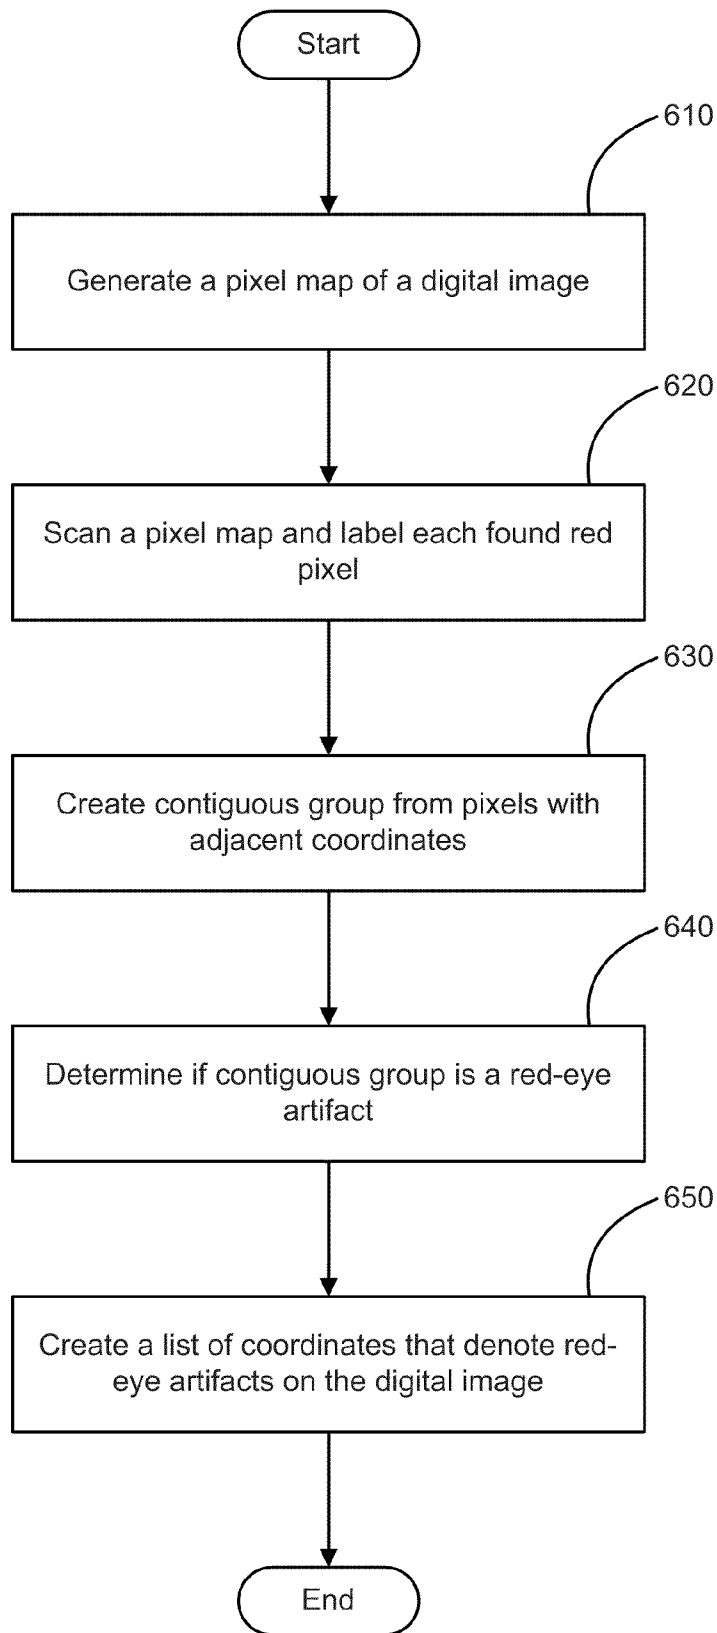 Start
610
Generate a pixel map of a digital image
620
Scan a pixel map and label each found red
pixel
630
Create contiguous group from pixels with
adjacent coordinates
640
Determine if contiguous group is a red-eye
artifact
650
Create a list of coordinates that denote red-
eye artifacts on the digital image
End